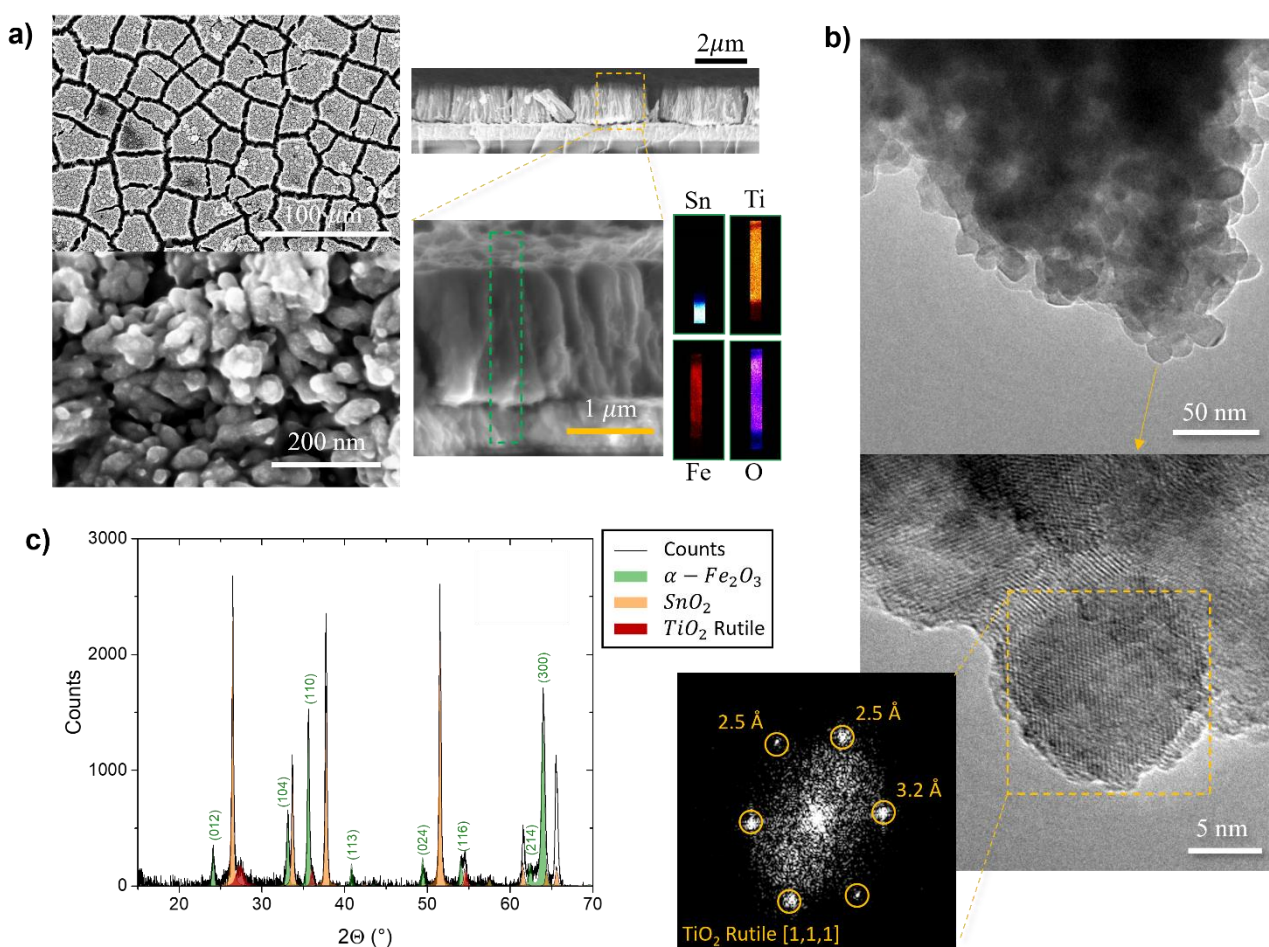 a)
100 µm
200 nm
2µm
Sn Ti
1 µm
Fe O
b)
50 nm
5 nm
2.5 Å 2.5 Å
3.2 Å
TiO₂ Rutile [1,1,1]
c)
3000
2000
1000
0
Counts
(012)
(104)
(110)
(113)
(024)
(116)
(214)
(300)
20 30 40 50 60 70
2Θ (°)
Counts
α − Fe₂O₃
SnO₂
TiO₂ Rutile